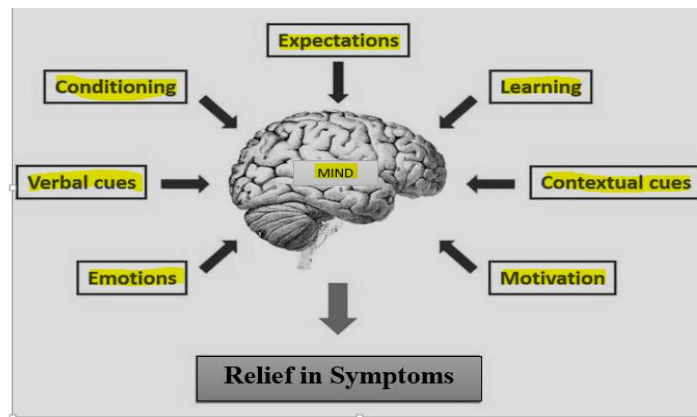 Expectations
Conditioning
Learning
MIND
Verbal cues
Contextual cues
Emotions
Motivation
Relief in Symptoms